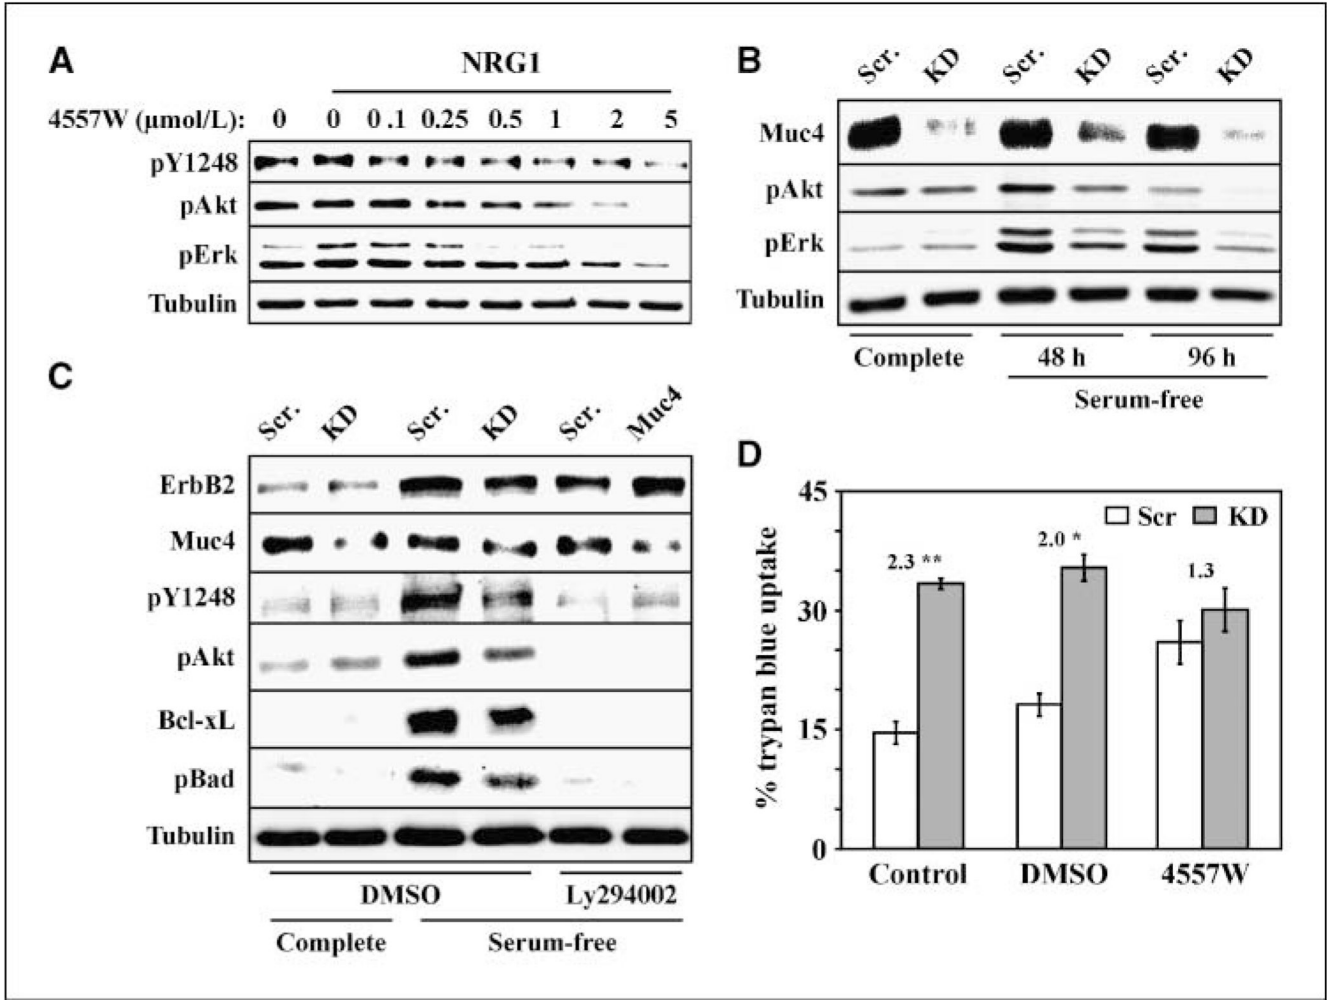 A
NRG1
4557W (μmol/L): 0 0 0 .1 0.25 0.5 1 2 5
pY1248
pAkt
pErk
Tubulin
B
Scr. KD Scr. KD Scr. KD
Muc4
pAkt
pErk
Tubulin
Complete 48 h 96 h
Serum-free
C
Scr. KD Scr. KD Scr. Muc4
ErbB2
Muc4
pY1248
pAkt
Bcl-xL
pBad
Tubulin
DMSO Ly294002
Complete Serum-free
D
% trypan blue uptake
45
30
15
0
Scr KD
2.3 **
2.0 *
1.3
Control DMSO 4557W